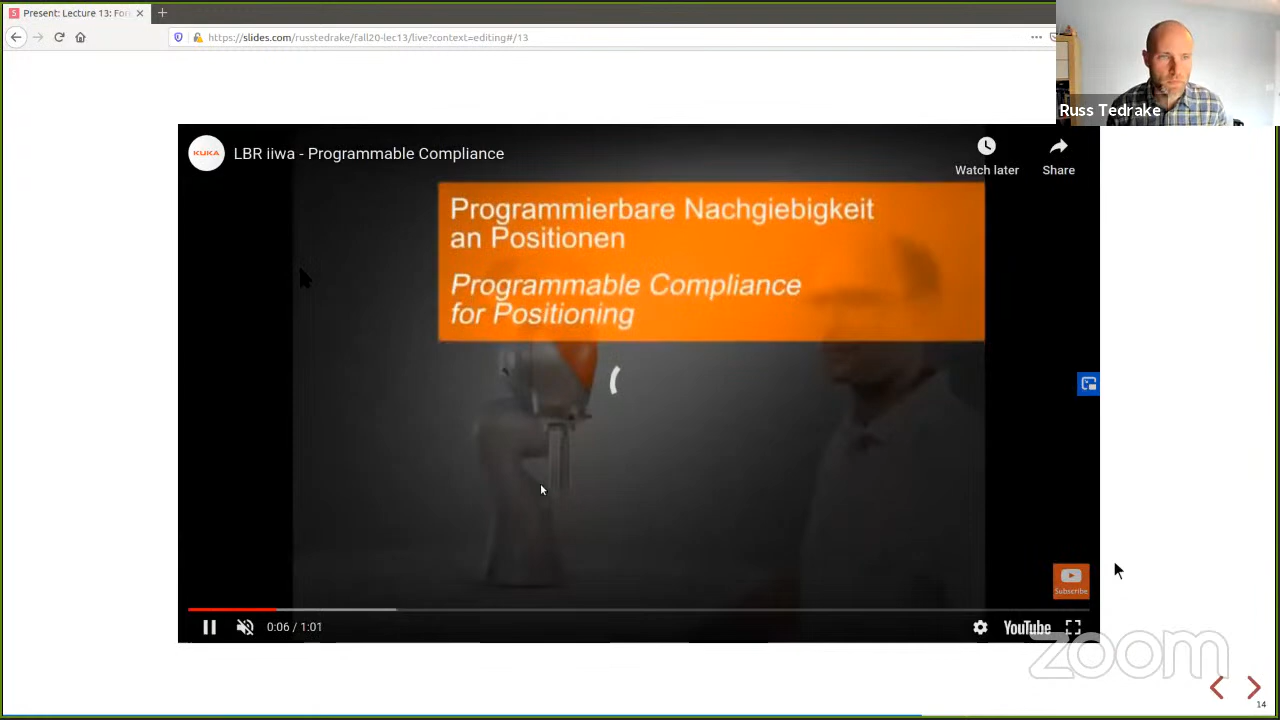 Present: Lecture 13: For
https://slides.com/russtedrake/fall20-lec13/live?context=editing#/13
Russ Tedrake
KUKA
LBR iiwa - Programmable Compliance
Watch later
Share
Programmierbare Nachgiebigkeit
an Positionen
Programmable Compliance
for Positioning
Subscribe
0:06 / 1:01
YouTube
zoom
14